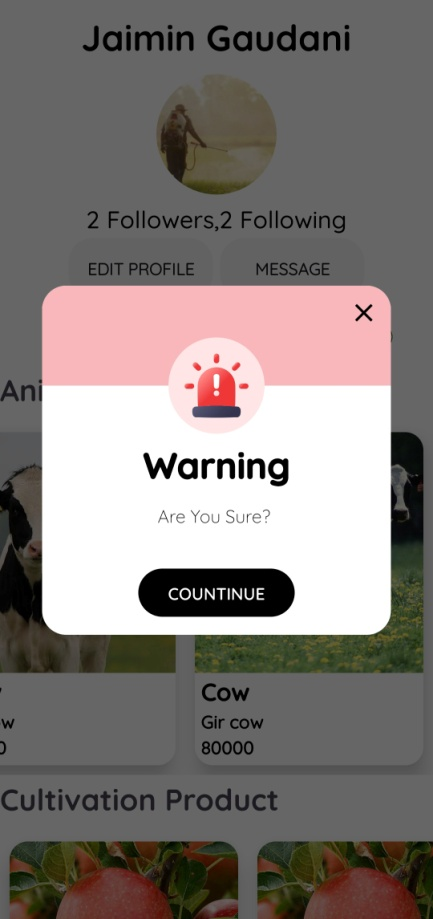 Jaimin Gaudani
2 Followers,2 Following
EDIT PROFILE
MESSAGE
Ani
Warning
Are You Sure?
COUNTINUE
Cow
Gir cow
80000
Cultivation Product